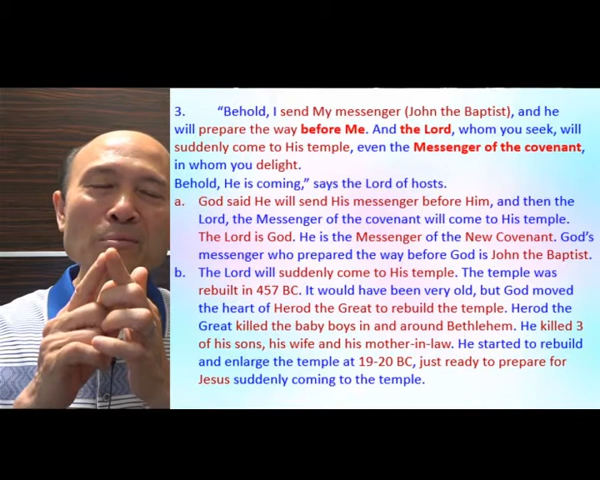 3. “Behold, I send My messenger (John the Baptist), and he
will prepare the way before Me. And the Lord, whom you seek, will
suddenly come to His temple, even the Messenger of the covenant,
in whom you delight.
Behold, He is coming,” says the Lord of hosts.
a. God said He will send His messenger before Him, and then the
Lord, the Messenger of the covenant will come to His temple.
The Lord is God. He is the Messenger of the New Covenant. God’s
messenger who prepared the way before God is John the Baptist.
b. The Lord will suddenly come to His temple. The temple was
rebuilt in 457 BC. It would have been very old, but God moved
the heart of Herod the Great to rebuild the temple. Herod the
Great killed the baby boys in and around Bethlehem. He killed 3
of his sons, his wife and his mother-in-law. He started to rebuild
and enlarge the temple at 19-20 BC, just ready to prepare for
Jesus suddenly coming to the temple.